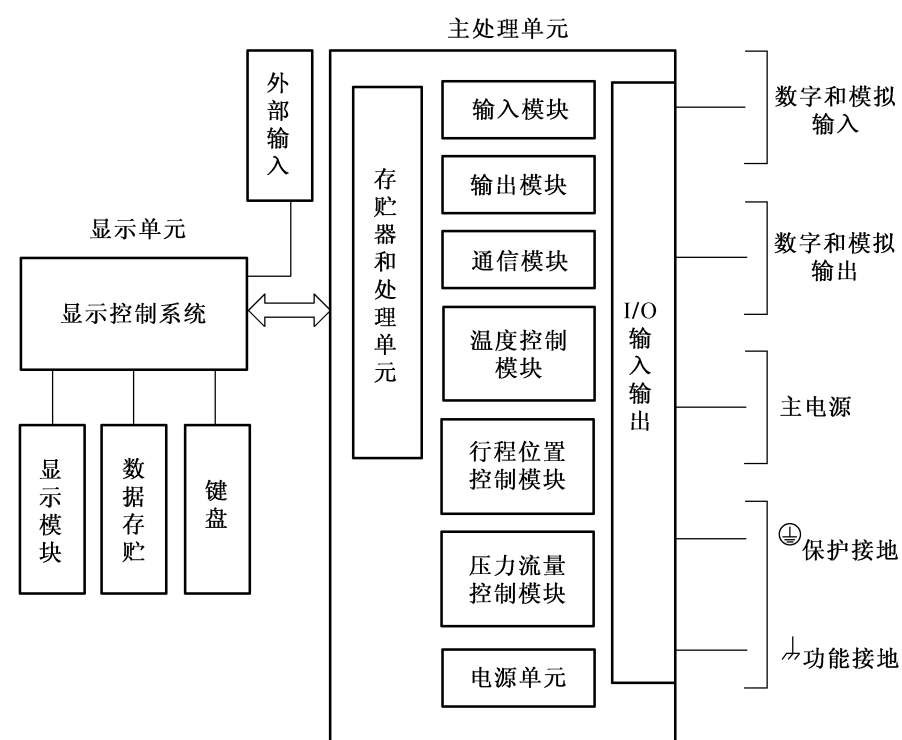 主处理单元
外部输入
显示单元
显示控制系统
显示模块
数据存贮
键盘
存贮器和处理单元
输入模块
输出模块
通信模块
温度控制
模块
行程位置
控制模块
压力流量
控制模块
电源单元
I/O
输入输出
数字和模拟
输入
数字和模拟
输出
主电源
保护接地
功能接地